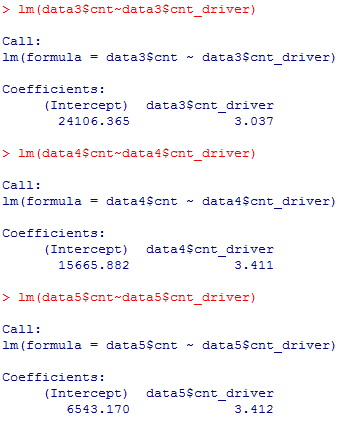 > lm(data3$cnt~data3$cnt_driver)
Call:
lm(formula = data3$cnt ~ data3$cnt_driver)
Coefficients:
(Intercept) data3$cnt_driver
24106.365 3.037
> lm(data4$cnt~data4$cnt_driver)
Call:
lm(formula = data4$cnt ~ data4$cnt_driver)
Coefficients:
(Intercept) data4$cnt_driver
15665.882 3.411
> lm(data5$cnt~data5$cnt_driver)
Call:
lm(formula = data5$cnt ~ data5$cnt_driver)
Coefficients:
(Intercept) data5$cnt_driver
6543.170 3.412